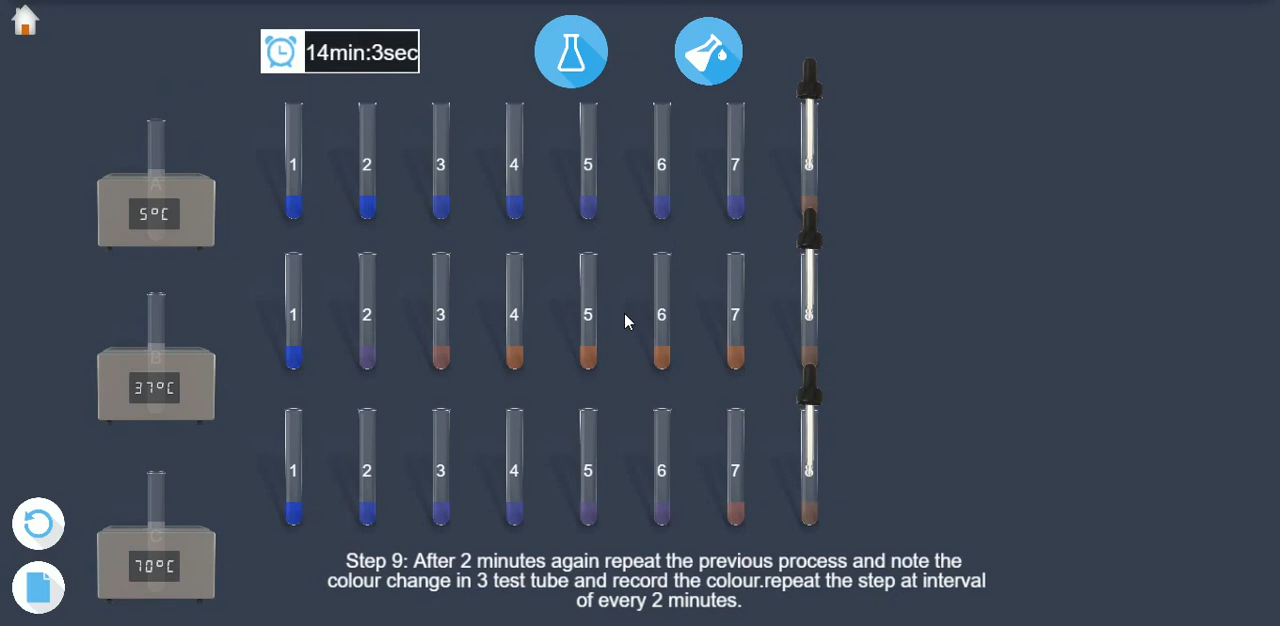 14min:3sec
1 2 3 4 5 6 7 8
A
5°C
1 2 3 4 5 6 7 8
B
37°C
1 2 3 4 5 6 7 8
C
70°C
Step 9: After 2 minutes again repeat the previous process and note the
colour change in 3 test tube and record the colour.repeat the step at interval
of every 2 minutes.